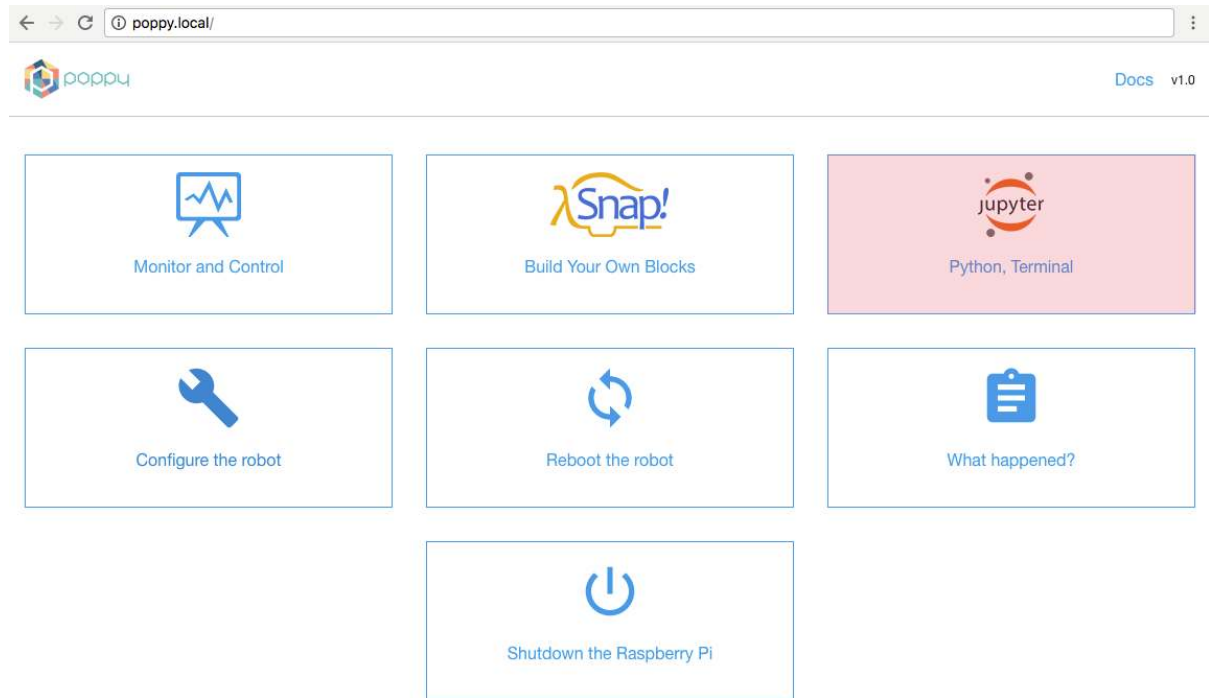 poppy.local/
poppy
Docs v1.0
λSnap!
Jupyter
Monitor and Control
Build Your Own Blocks
Python, Terminal
Configure the robot
Reboot the robot
What happened?
Shutdown the Raspberry Pi